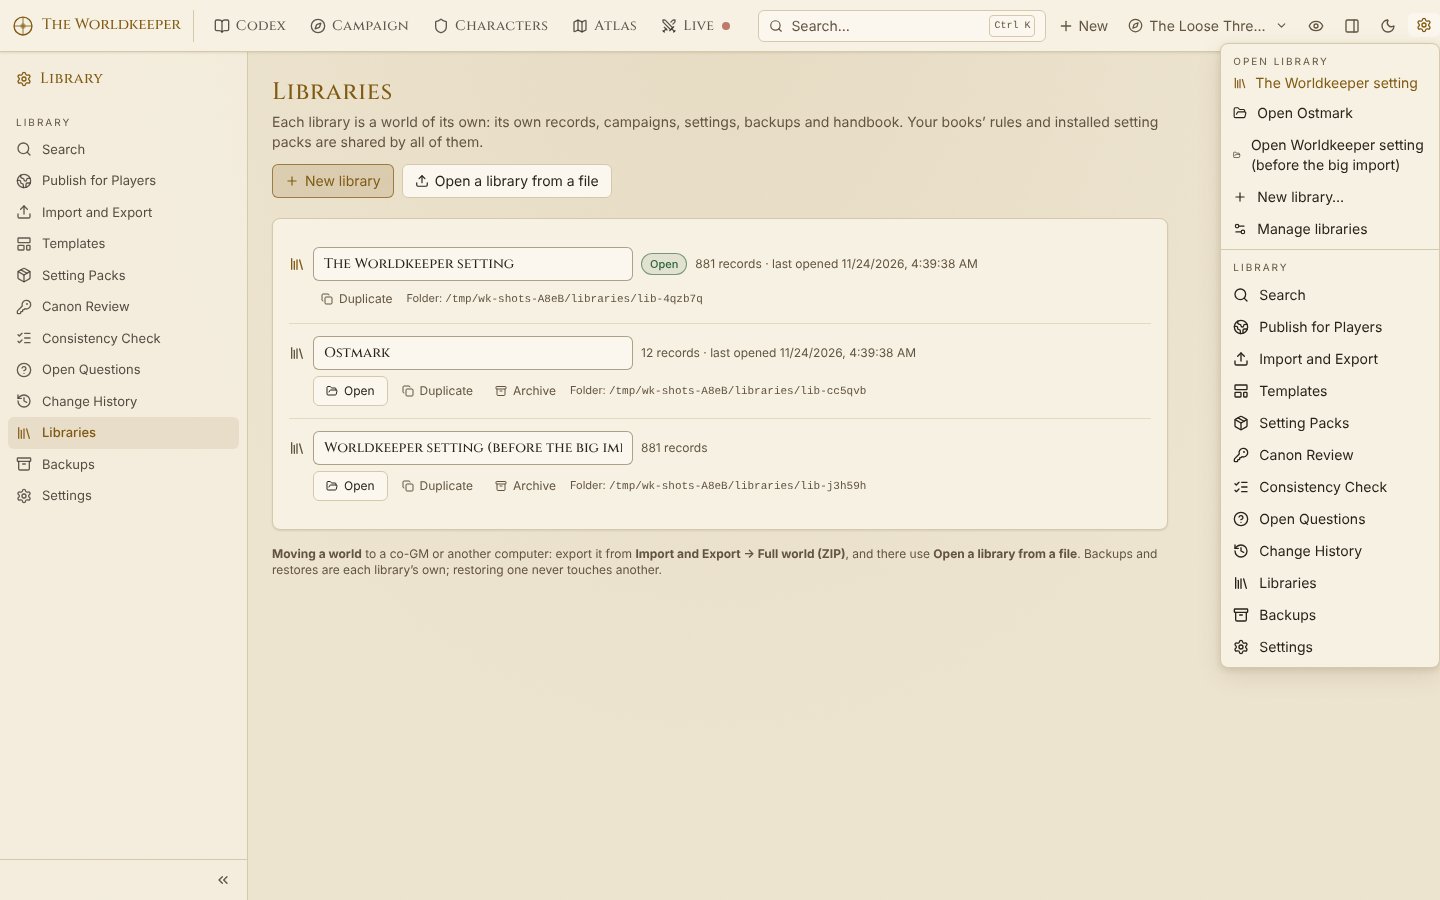 The Worldkeeper
Codex
Campaign
Characters
Atlas
Live
Search...
Ctrl K
New
The Loose Thre...
Library
LIBRARY
Search
Publish for Players
Import and Export
Templates
Setting Packs
Canon Review
Consistency Check
Open Questions
Change History
Libraries
Backups
Settings
Libraries
Each library is a world of its own: its own records, campaigns, settings, backups and handbook. Your books’ rules and installed setting
packs are shared by all of them.
New library
Open a library from a file
The Worldkeeper setting
Open
881 records · last opened 11/24/2026, 4:39:38 AM
Duplicate
Folder: /tmp/wk-shots-A8eB/libraries/lib-4qzb7q
Ostmark
12 records · last opened 11/24/2026, 4:39:38 AM
Open
Duplicate
Archive
Folder: /tmp/wk-shots-A8eB/libraries/lib-cc5qvb
Worldkeeper setting (before the big im
881 records
Open
Duplicate
Archive
Folder: /tmp/wk-shots-A8eB/libraries/lib-j3h59h
Moving a world to a co-GM or another computer: export it from Import and Export → Full world (ZIP), and there use Open a library from a file. Backups and
restores are each library’s own; restoring one never touches another.
OPEN LIBRARY
The Worldkeeper setting
Open Ostmark
Open Worldkeeper setting
(before the big import)
New library...
Manage libraries
LIBRARY
Search
Publish for Players
Import and Export
Templates
Setting Packs
Canon Review
Consistency Check
Open Questions
Change History
Libraries
Backups
Settings